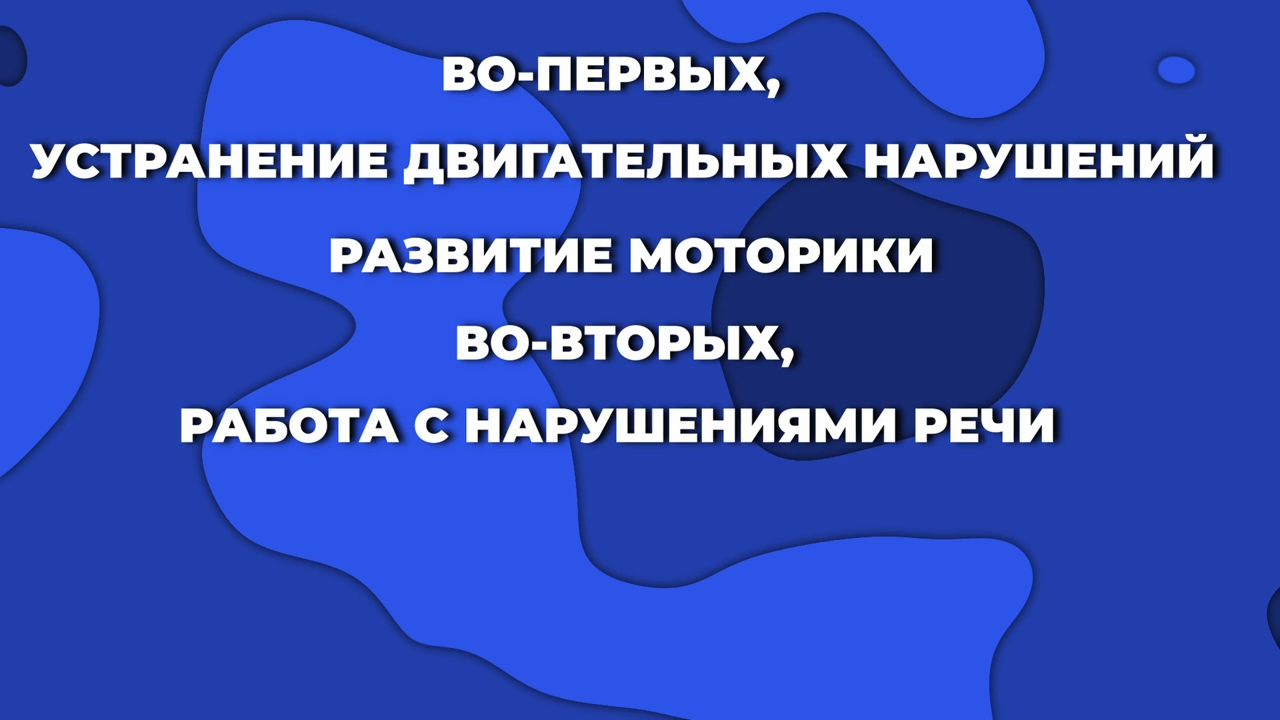 ВО-ПЕРВЫХ,
УСТРАНЕНИЕ ДВИГАТЕЛЬНЫХ НАРУШЕНИЙ
РАЗВИТИЕ МОТОРИКИ
ВО-ВТОРЫХ,
РАБОТА С НАРУШЕНИЯМИ РЕЧИ